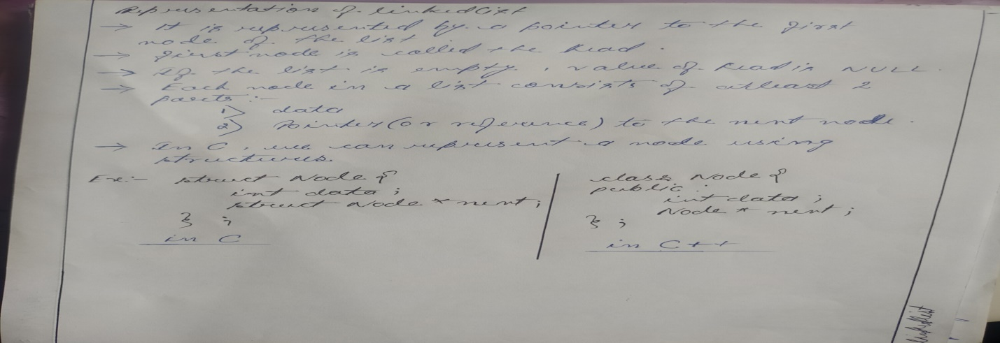 Representation of linked list
→ It is represented by a pointer to the first
node of the list
→ first node is called the head.
→ If the list is empty, value of head is NULL.
→ Each node in a list consists of atleast 2
parts :-
1) data
2) Pointer (or reference) to the next node.
→ In C, we can represent a node using
structures.
Ex:- struct Node {
int data ;
struct Node * next ;
} ;
in C
class Node {
public :
int data ;
Node * next ;
} ;
in C++
linkedlist